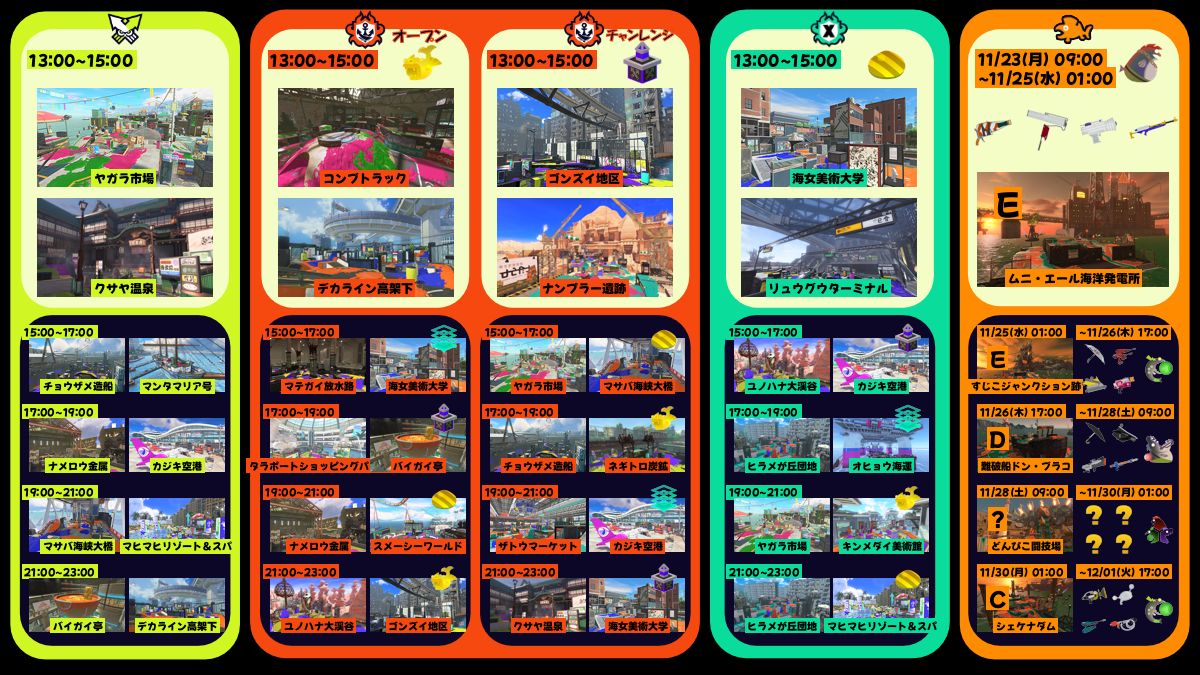 13:00~15:00
ヤガラ市場
クサヤ温泉
15:00~17:00
チョウザメ造船
マンタマリア号
17:00~19:00
ナメロウ金属
カジキ空港
19:00~21:00
マサバ海峡大橋
マヒマヒリゾート&スパ
21:00~23:00
バイガイ亭
デカライン高架下
オープン
13:00~15:00
コンブトラック
デカライン高架下
15:00~17:00
マテガイ放水路
海女美術大学
17:00~19:00
タラポートショッピングパ
バイガイ亭
19:00~21:00
ナメロウ金属
スメーシーワールド
21:00~23:00
ユノハナ大渓谷
ゴンズイ地区
チャンレンジ
13:00~15:00
ゴンズイ地区
ナンプラー遺跡
15:00~17:00
ヤガラ市場
マサバ海峡大橋
17:00~19:00
チョウザメ造船
ネギトロ炭鉱
19:00~21:00
ザトウマーケット
カジキ空港
21:00~23:00
クサヤ温泉
海女美術大学
X
13:00~15:00
海女美術大学
リュウグウターミナル
15:00~17:00
ユノハナ大渓谷
カジキ空港
17:00~19:00
ヒラメが丘団地
オヒョウ海運
19:00~21:00
ヤガラ市場
キンメダイ美術館
21:00~23:00
ヒラメが丘団地
マヒマヒリゾート&スパ
11/23(月) 09:00
~11/25(水) 01:00
E
ムニ・エール海洋発電所
11/25(水) 01:00
~11/26(木) 17:00
E
すじこジャンクション跡
11/26(木) 17:00
~11/28(土) 09:00
D
難破船ドン・ブラコ
11/28(土) 09:00
~11/30(月) 01:00
?
? ?
? ?
どんぴこ闘技場
11/30(月) 01:00
~12/01(火) 17:00
C
シェケナダム